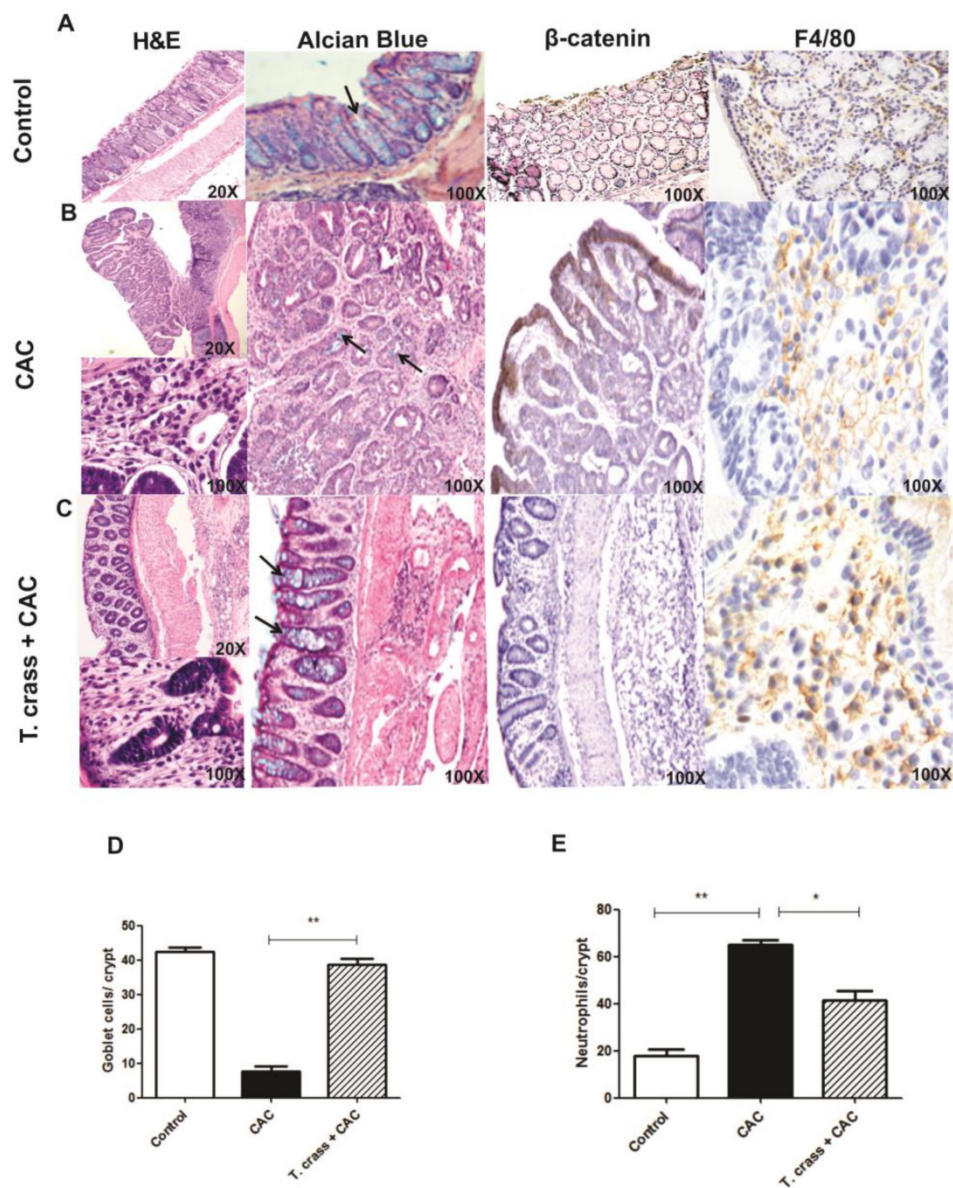 A
H&E
Alcian Blue
β-catenin
F4/80
Control
20X
100X
100X
100X
B
CAC
20X
100X
100X
100X
100X
C
T. crass + CAC
20X
100X
100X
100X
100X
D
Goblet cells/ crypt
50
40
30
20
10
0
**
Control
CAC
T. crass + CAC
E
Neutrophils/crypt
80
60
40
20
0
**
*
Control
CAC
T. crass + CAC